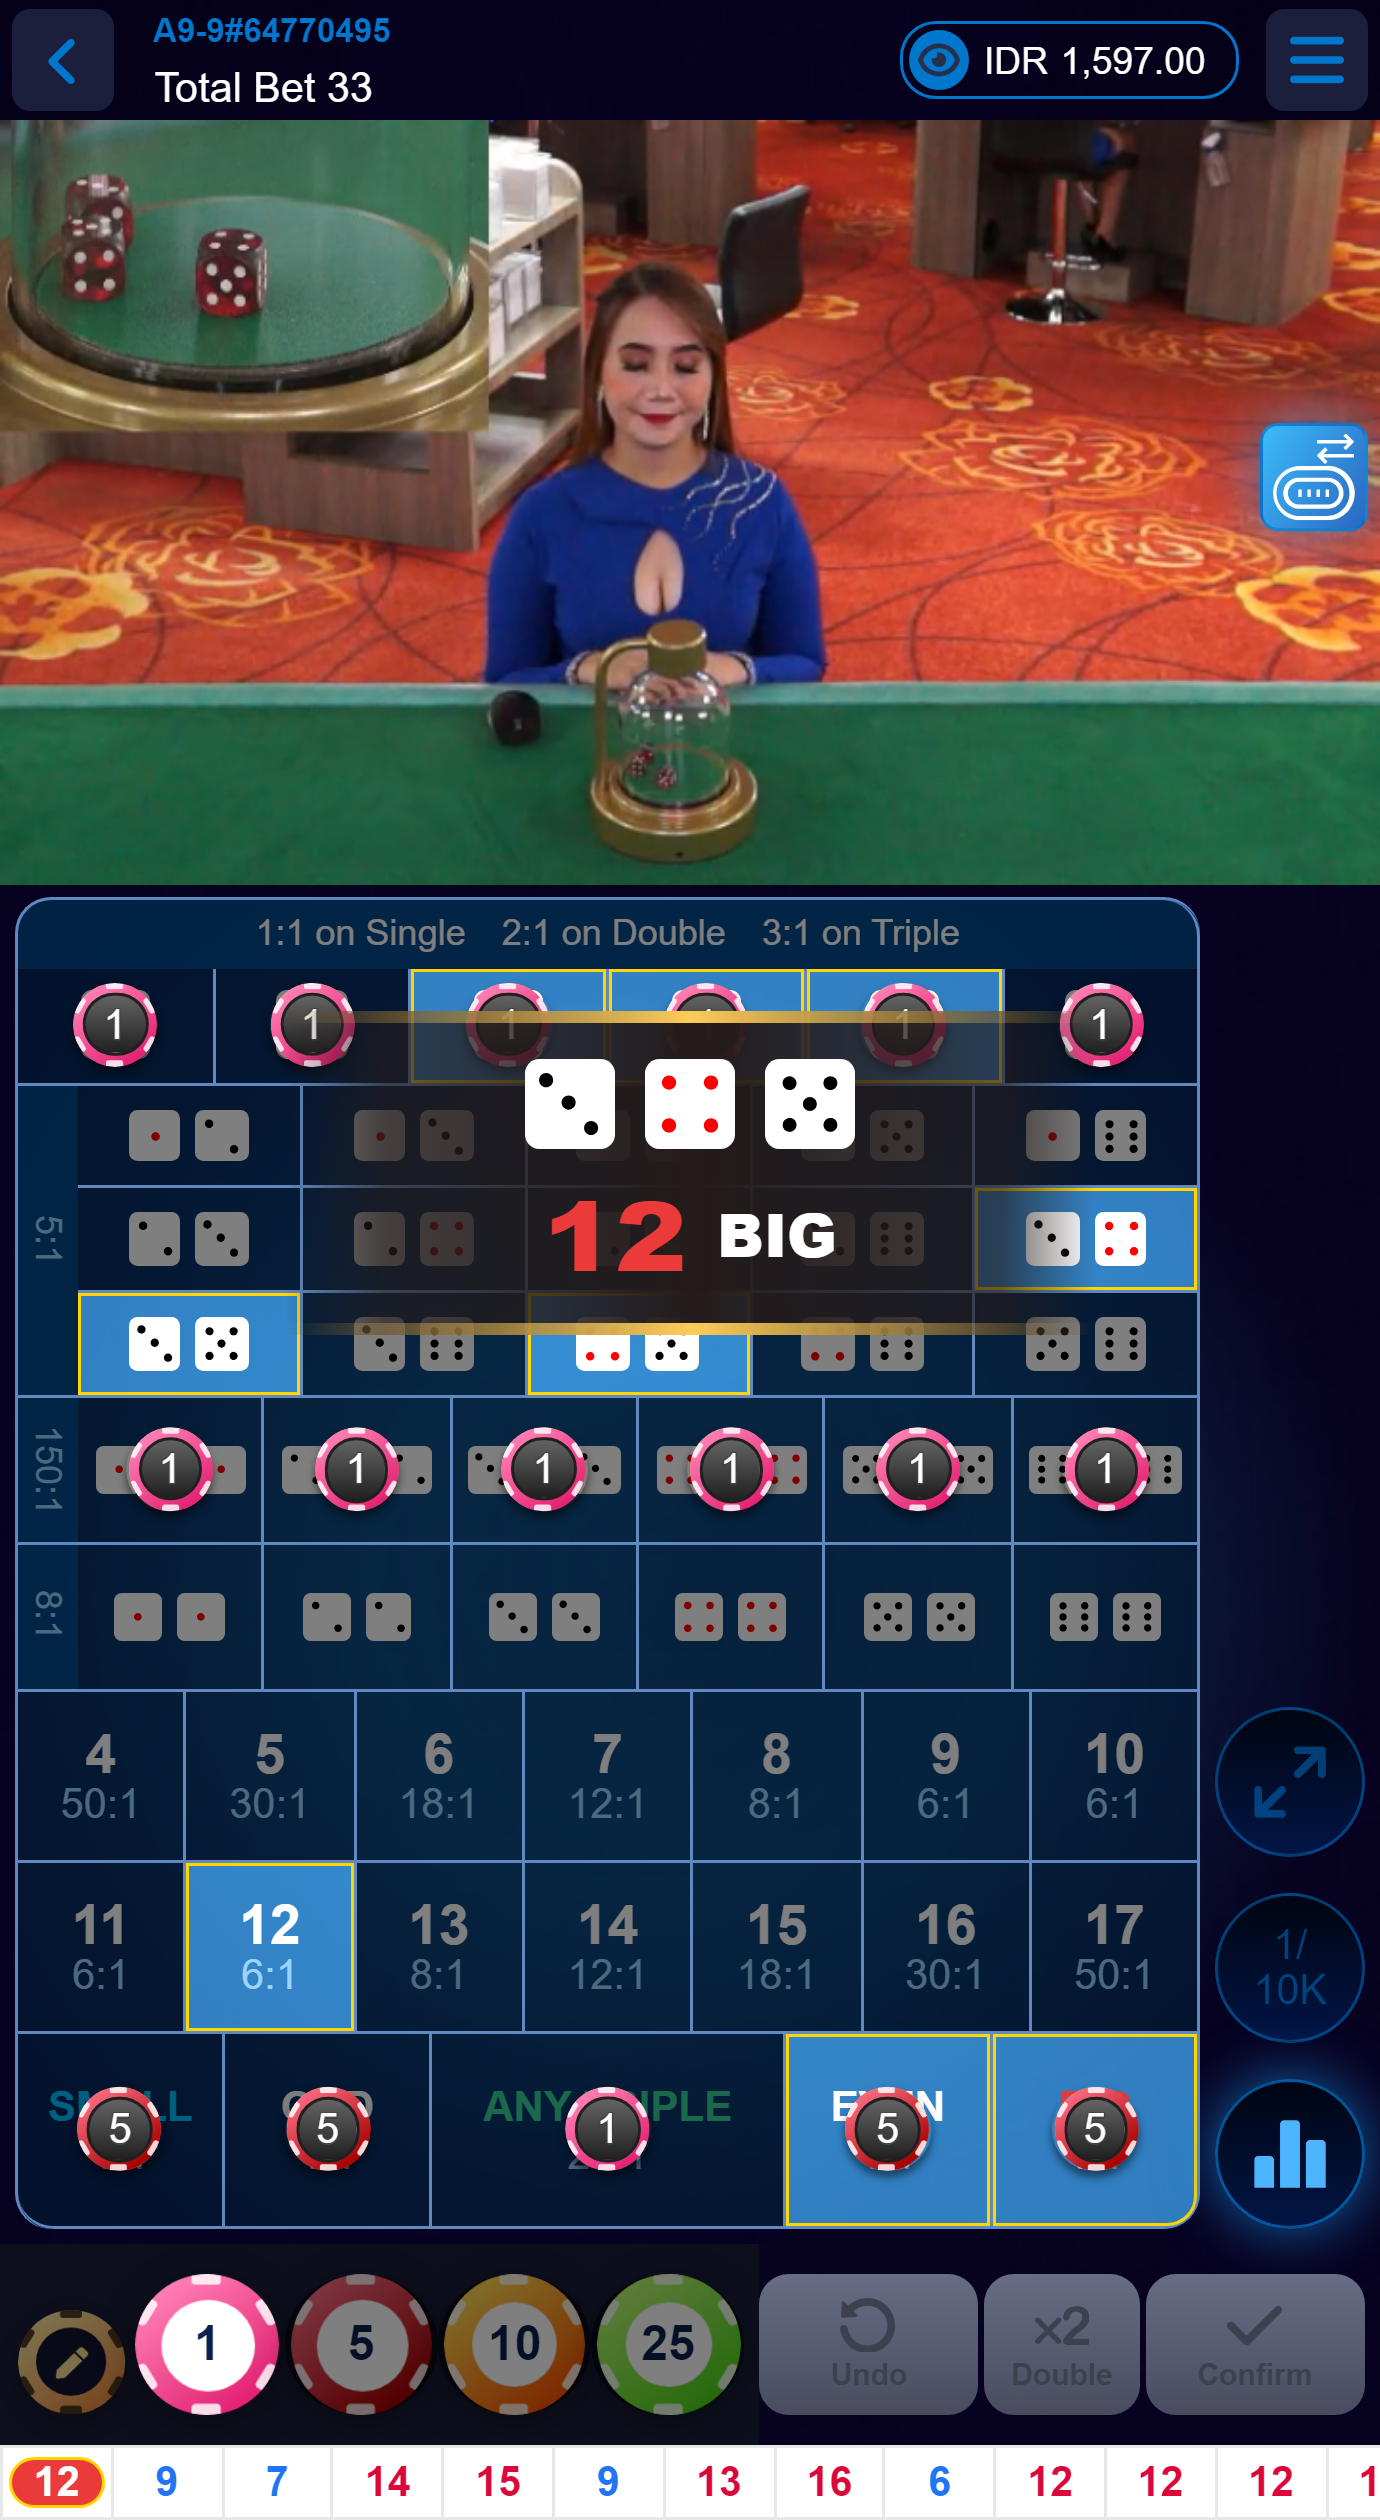 A9-9#64770495
Total Bet 33
IDR 1,597.00
1:1 on Single 2:1 on Double 3:1 on Triple
1 1 1 1 1 1
12 BIG
5:1
150:1
1 1 1 1 1 1
8:1
4 5 6 7 8 9 10
50:1 30:1 18:1 12:1 8:1 6:1 6:1
11 12 13 14 15 16 17
6:1 6:1 8:1 12:1 18:1 30:1 50:1
5 5 1 5 5
1/
10K
1 5 10 25
Undo x2 Double Confirm
12 9 7 14 15 9 13 16 6 12 12 12